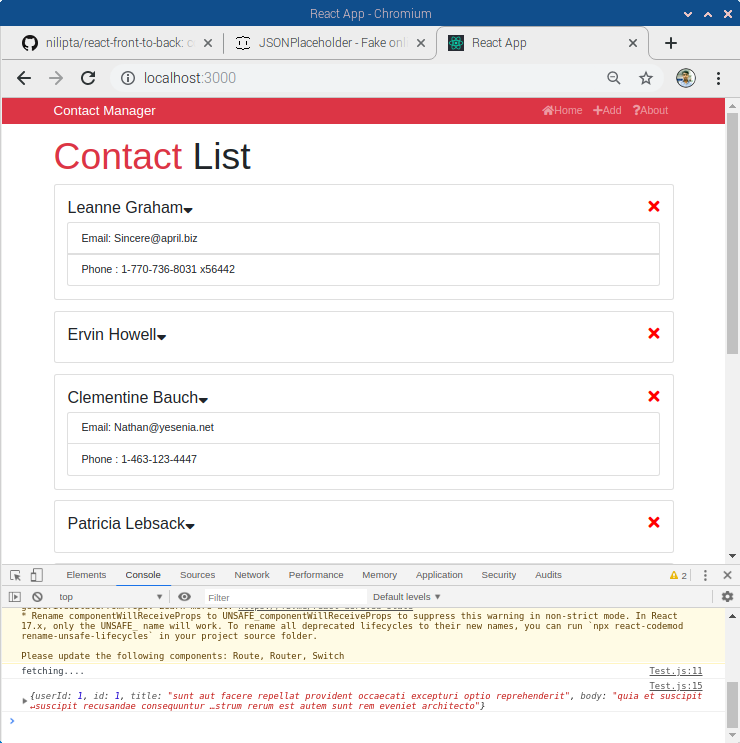 React App - Chromium
nilipta/react-front-to-back: c
JSONPlaceholder - Fake onli
React App
localhost:3000
Contact Manager
Home
Add
About
Contact List
Leanne Graham
Email: Sincere@april.biz
Phone : 1-770-736-8031 x56442
Ervin Howell
Clementine Bauch
Email: Nathan@yesenia.net
Phone : 1-463-123-4447
Patricia Lebsack
Elements Console Sources Network Performance Memory Application Security Audits 2
top Filter Default levels
* Rename componentWillReceiveProps to UNSAFE_componentWillReceiveProps to suppress this warning in non-strict mode. In React
17.x, only the UNSAFE_ name will work. To rename all deprecated lifecycles to their new names, you can run `npx react-codemod
rename-unsafe-lifecycles` in your project source folder.
Please update the following components: Route, Router, Switch
fetching.... Test.js:11
Test.js:15
{userId: 1, id: 1, title: "sunt aut facere repellat provident occaecati excepturi optio reprehenderit", body: "quia et suscipit
↵suscipit recusandae consequuntur …strum rerum est autem sunt rem eveniet architecto"}